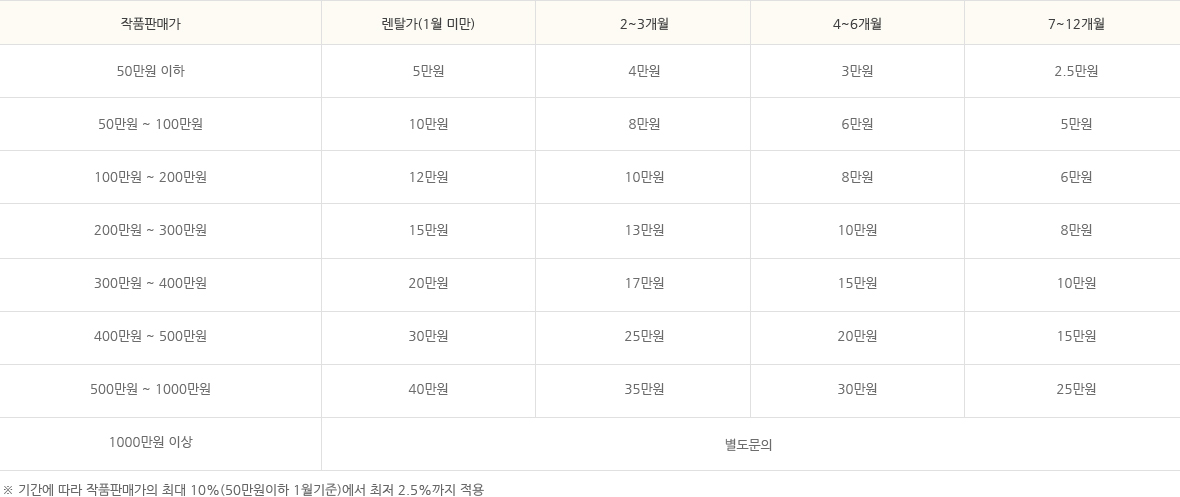 작품판매가 렌탈가(1월 미만) 2~3개월 4~6개월 7~12개월
50만원 이하 5만원 4만원 3만원 2.5만원
50만원 ~ 100만원 10만원 8만원 6만원 5만원
100만원 ~ 200만원 12만원 10만원 8만원 6만원
200만원 ~ 300만원 15만원 13만원 10만원 8만원
300만원 ~ 400만원 20만원 17만원 15만원 10만원
400만원 ~ 500만원 30만원 25만원 20만원 15만원
500만원 ~ 1000만원 40만원 35만원 30만원 25만원
1000만원 이상 별도문의
※ 기간에 따라 작품판매가의 최대 10%(50만원이하 1월기준)에서 최저 2.5%까지 적용